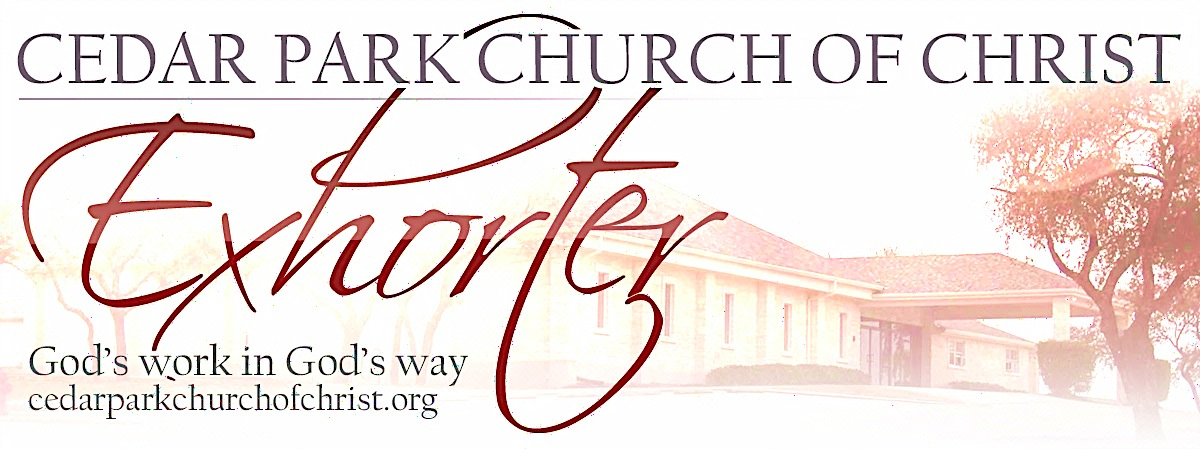 CEDAR PARK CHURCH OF CHRIST
Exhorter
God's work in God's way
cedarparkchurchofchrist.org